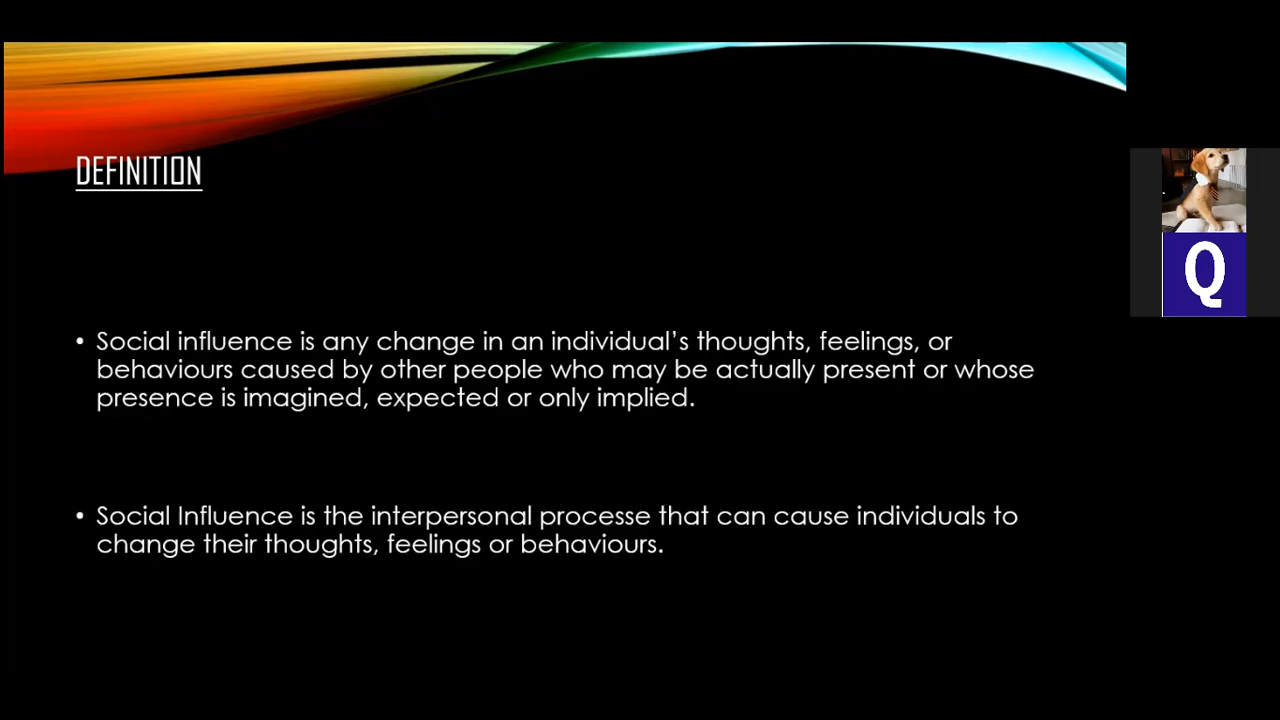 DEFINITION
• Social influence is any change in an individual’s thoughts, feelings, or
behaviours caused by other people who may be actually present or whose
presence is imagined, expected or only implied.
• Social Influence is the interpersonal processe that can cause individuals to
change their thoughts, feelings or behaviours.
Q